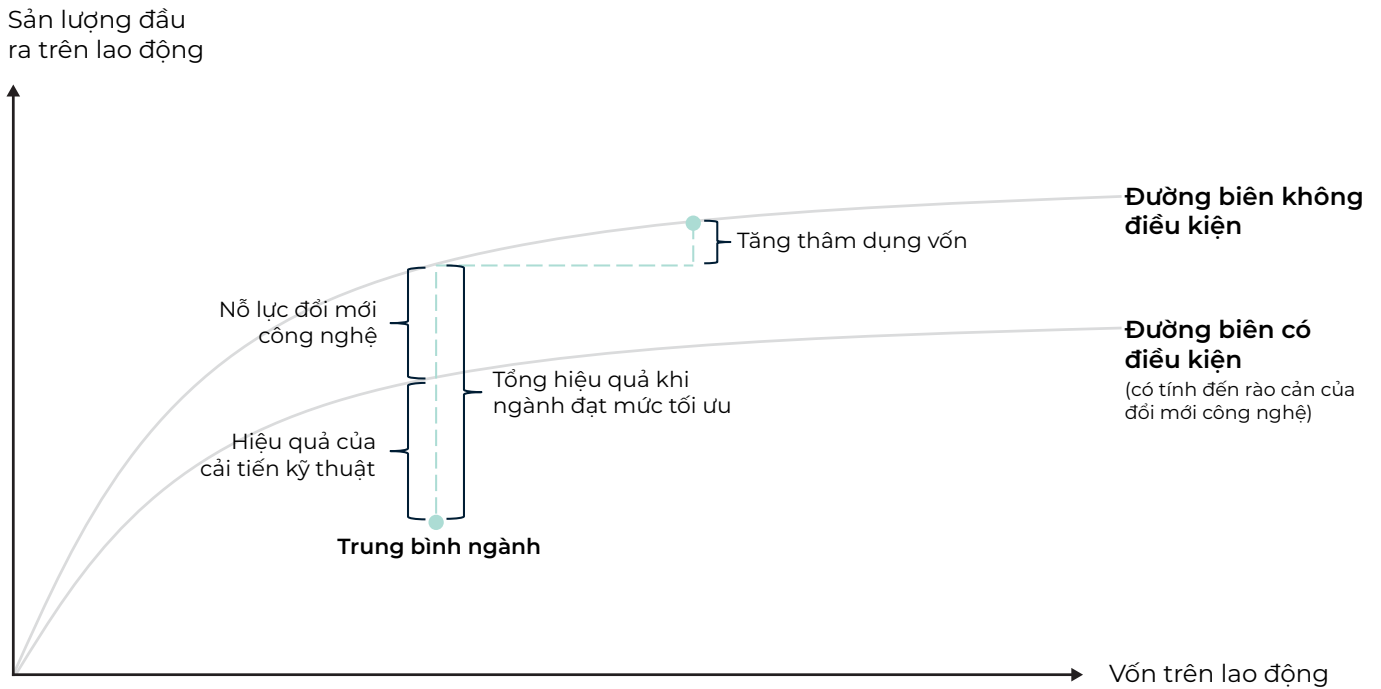 Sản lượng đầu
ra trên lao động
Đường biên không
điều kiện
Tăng thâm dụng vốn
Nỗ lực đổi mới
công nghệ
Đường biên có
điều kiện
(có tính đến rào cản của
đổi mới công nghệ)
Tổng hiệu quả khi
ngành đạt mức tối ưu
Hiệu quả của
cải tiến kỹ thuật
Trung bình ngành
Vốn trên lao động